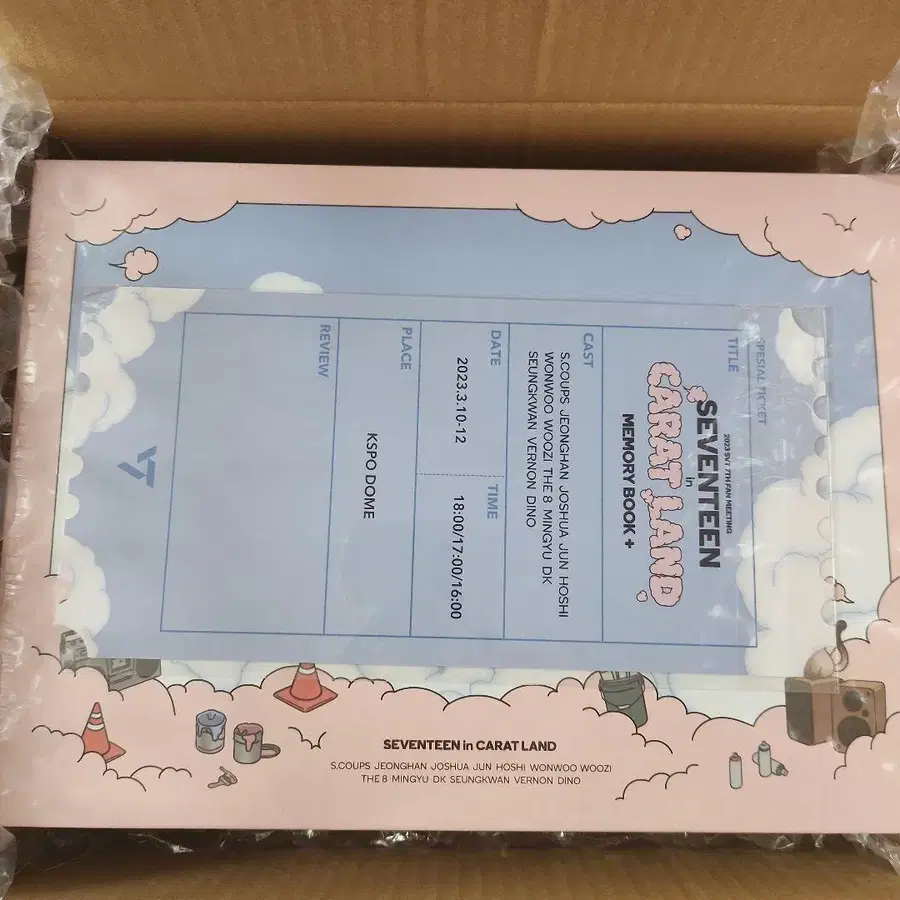 SPESIAL TICKET
TITLE
2023 SVT 7TH FAN MEETING
SEVENTEEN
in
CARAT LAND
MEMORY BOOK +
CAST
S.COUPS JEONGHAN JOSHUA JUN HOSHI
WONWOO WOOZI THE 8 MINGYU DK
SEUNGKWAN VERNON DINO
DATE
2023.3.10-12
TIME
18:00/17:00/16:00
PLACE
KSPO DOME
REVIEW
SEVENTEEN in CARAT LAND
S.COUPS JEONGHAN JOSHUA JUN HOSHI WONWOO WOOZI
THE 8 MINGYU DK SEUNGKWAN VERNON DINO